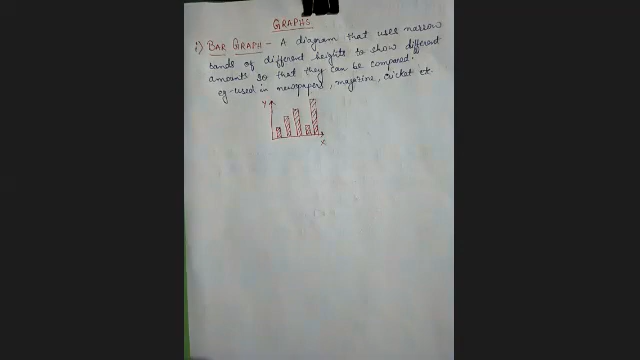 GRAPHS
i) BAR GRAPH - A diagram that uses narrow
bands of different heights to show different
amounts so that they can be compared.
eg - used in newspapers, magazine, cricket etc.
Y
X